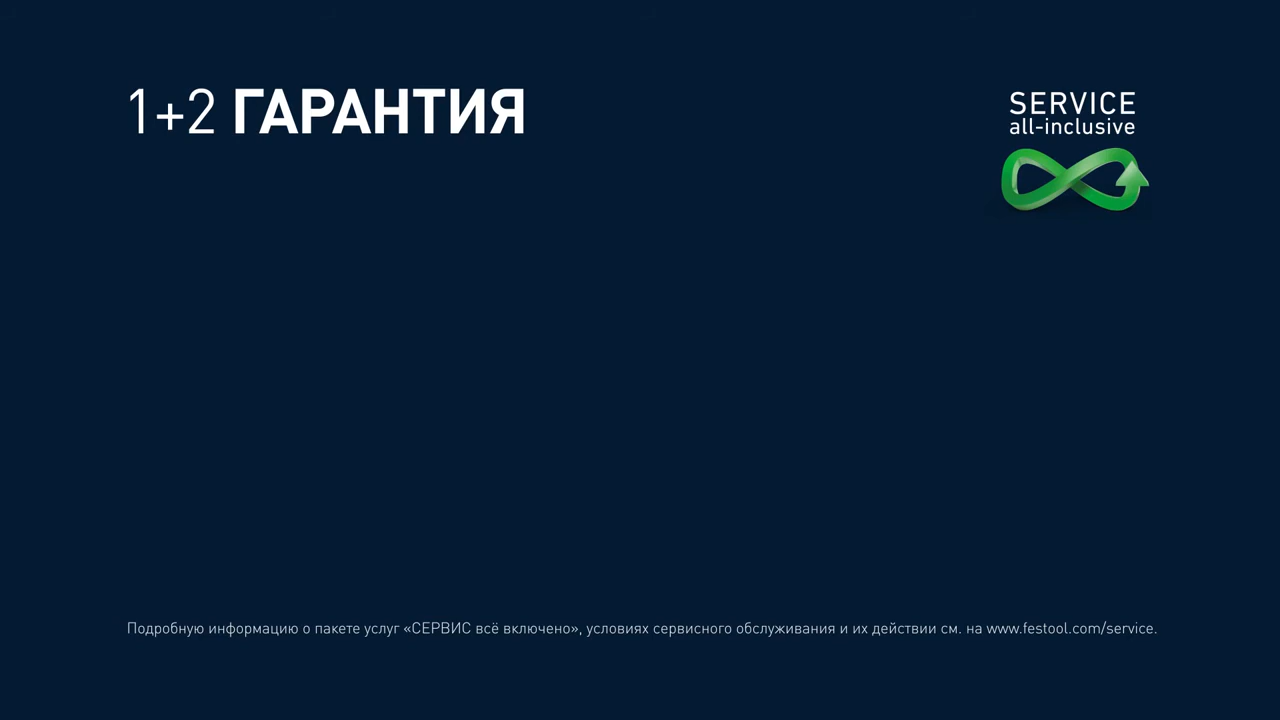 1+2 ГАРАНТИЯ
SERVICE
all-inclusive
Подробную информацию о пакете услуг «СЕРВИС всё включено», условиях сервисного обслуживания и их действии см. на www.festool.com/service.